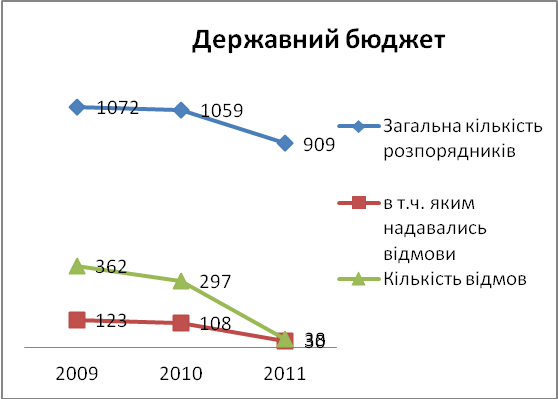 Державний бюджет
1072
1059
909
362
297
123
108
30
2009
2010
2011
Загальна кількість
розпорядників
в т.ч. яким
надавались
відмови
Кількість відмов